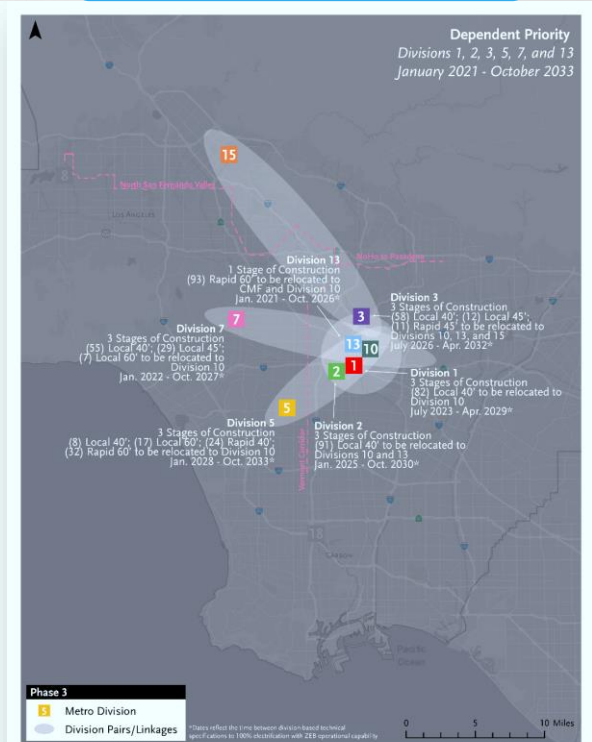 Dependent Priority
Divisions 1, 2, 3, 5, 7, and 13
January 2021 - October 2033
15
North San Fernando Valley
Los Angeles
NoHo to Pasadena
Division 13
1 Stage of Construction
(93) Rapid 60' to be relocated to
CMF and Division 10
Jan. 2021 - Oct. 2026*
Division 3
3 Stages of Construction
(58) Local 40'; (12) Local 45';
(11) Rapid 45' to be relocated to
Divisions 10, 13, and 15
July 2026 - Apr. 2032*
3
7
Division 7
3 Stages of Construction
(55) Local 40'; (29) Local 45';
(7) Local 60' to be relocated to
Division 10
Jan. 2022 - Oct. 2027*
13
10
1
2
Division 1
3 Stages of Construction
(82) Local 40' to be relocated to
Division 10
July 2023 - Apr. 2029*
5
Division 5
3 Stages of Construction
(8) Local 40'; (17) Local 60'; (24) Rapid 40';
(32) Rapid 60' to be relocated to Division 10
Jan. 2028 - Oct. 2033*
Division 2
3 Stages of Construction
(91) Local 40' to be relocated to
Divisions 10 and 13
Jan. 2025 - Oct. 2030*
Vermont Corridor
18
Carson
Pacific
Ocean
Phase 3
5 Metro Division
Division Pairs/Linkages
*Dates reflect the time between division-based technical
specifications to 100% electrification with ZEB operational capability
0 5 10 Miles